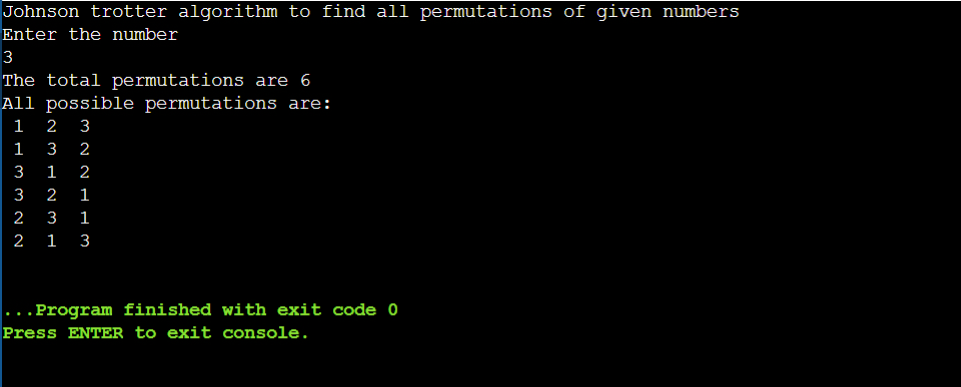 Johnson trotter algorithm to find all permutations of given numbers
Enter the number
3
The total permutations are 6
All possible permutations are:
1 2 3
1 3 2
3 1 2
3 2 1
2 3 1
2 1 3
...Program finished with exit code 0
Press ENTER to exit console.